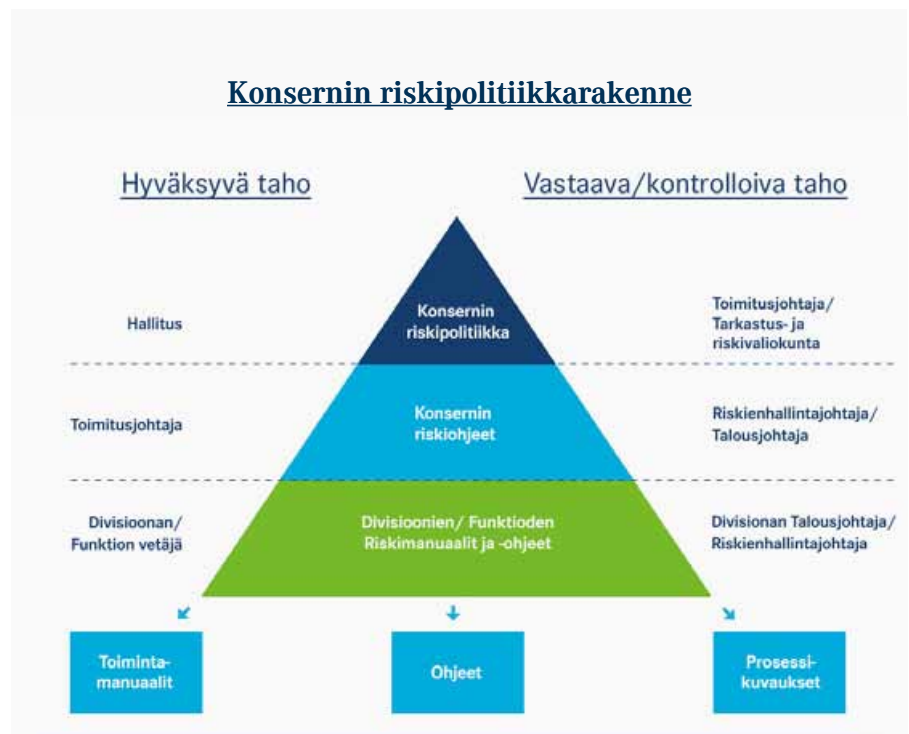 Konsernin riskipolitiikkarakenne
Hyväksyvä taho
Vastaava/kontrolloiva taho
Hallitus
Konsernin
riskipolitiikka
Toimitusjohtaja/
Tarkastus- ja
riskivaliokunta
Toimitusjohtaja
Konsernin
riskiohjeet
Riskienhallintajohtaja/
Talousjohtaja
Divisioonan/
Funktion vetäjä
Divisioonien/ Funktioden
Riskimanuaalit ja -ohjeet
Divisionan Talousjohtaja/
Riskienhallintajohtaja
Toiminta-
manuaalit
Ohjeet
Prosessi-
kuvaukset